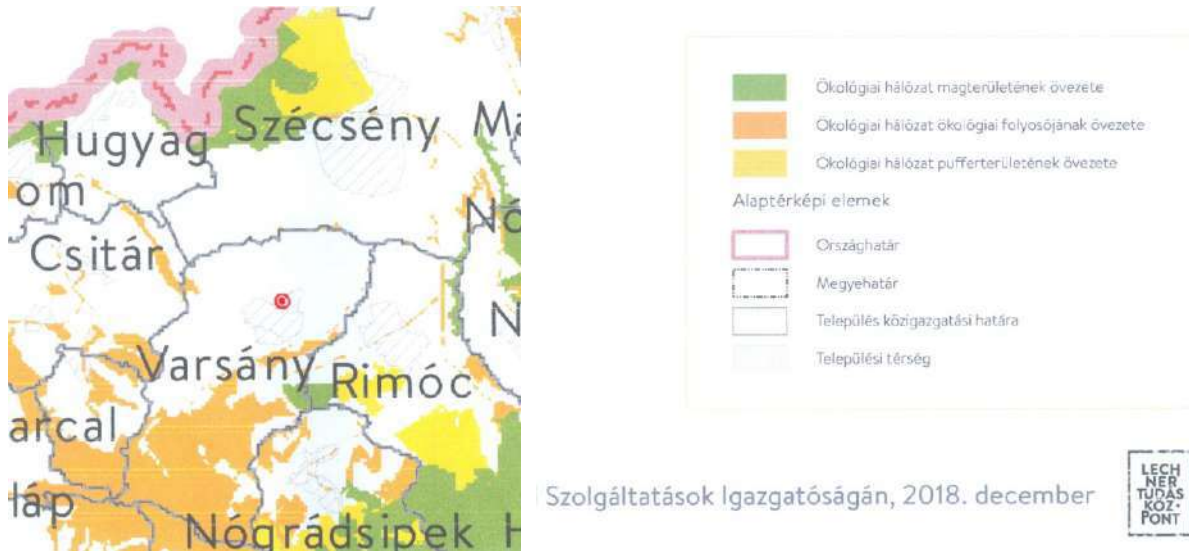 Hugyag
Szécsény
Ma
om
Nó
Csitár
N
Varsány
Rimóc
arcal
láp
Nógrádsipek
H
Ökológiai hálózat magterületének övezete
Ökológiai hálózat ökológiai folyosójának övezete
Ökológiai hálózat pufferterületének övezete
Alaptérképi elemek
Országhatár
Megyehatár
Település közigazgatási határa
Települési térség
Szolgáltatások Igazgatóságán, 2018. december
LECH
NER
TUDÁS
KÖZ-
PONT